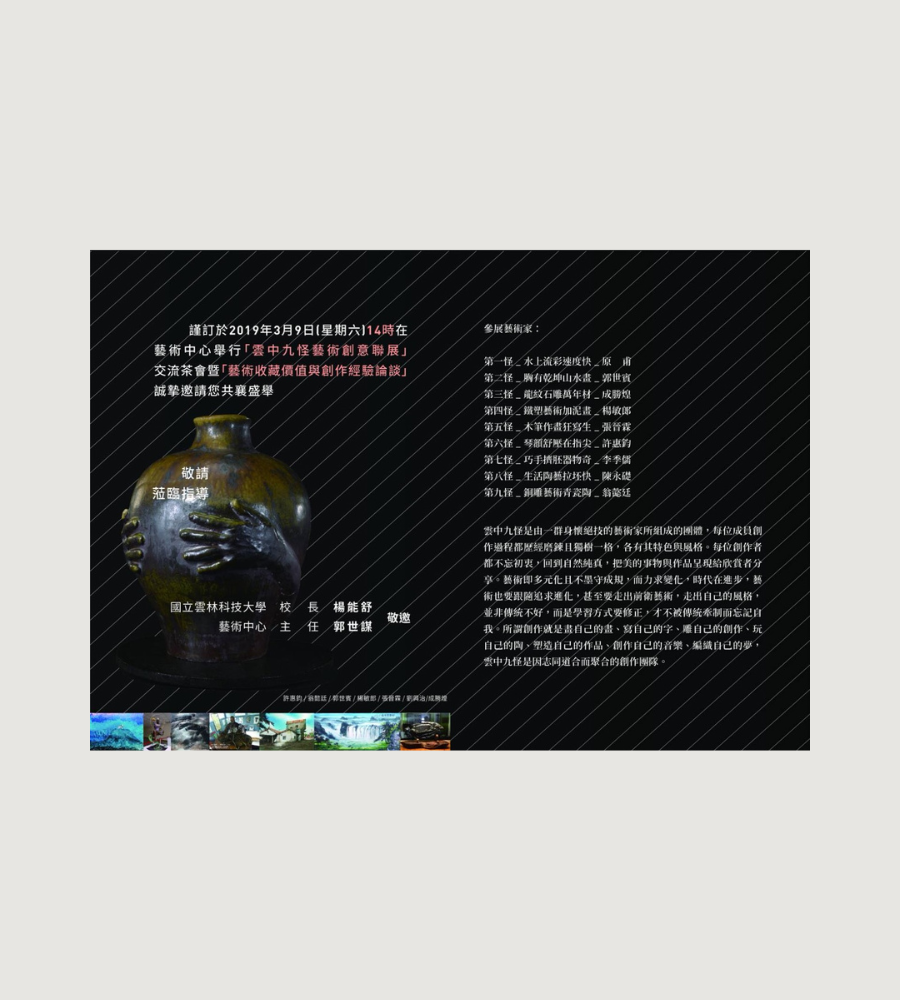 謹訂於2019年3月9日(星期六)14時在
藝術中心舉行「雲中九怪藝術創意聯展」
交流茶會暨「藝術收藏價值與創作經驗論談」
誠摯邀請您共襄盛舉
敬請
蒞臨指導
國立雲林科技大學 校 長 楊能舒
藝術中心 主 任 郭世謀
敬邀
許惠鈞/翁懿廷/郭世賓/楊敏郎/張晉霖/劉興治/成勝煌
參展藝術家：
第一怪_水上流彩速度快_原 甫
第二怪_胸有乾坤山水畫_郭世賓
第三怪_龍紋石雕萬年材_成勝煌
第四怪_鐵塑藝術加泥畫_楊敏郎
第五怪_木筆作畫狂寫生_張晉霖
第六怪_琴韻舒壓在指尖_許惠鈞
第七怪_巧手擠胚器物奇_李季儒
第八怪_生活陶藝拉坯快_陳永礎
第九怪_銅雕藝術青瓷陶_翁懿廷
雲中九怪是由一群身懷絕技的藝術家所組成的團體，每位成員創
作過程都歷經磨鍊且獨樹一格，各有其特色與風格。每位創作者
都不忘初衷，回到自然純真，把美的事物與作品呈現給欣賞者分
享。藝術即多元化且不墨守成規，而力求變化，時代在進步，藝
術也要跟隨追求進化，甚至要走出前衛藝術，走出自己的風格，
並非傳統不好，而是學習方式要修正，才不被傳統牽制而忘記自
我。所謂創作就是畫自己的畫、寫自己的字、雕自己的創作、玩
自己的陶、塑造自己的作品、創作自己的音樂、編織自己的夢，
雲中九怪是因志同道合而聚合的創作團隊。